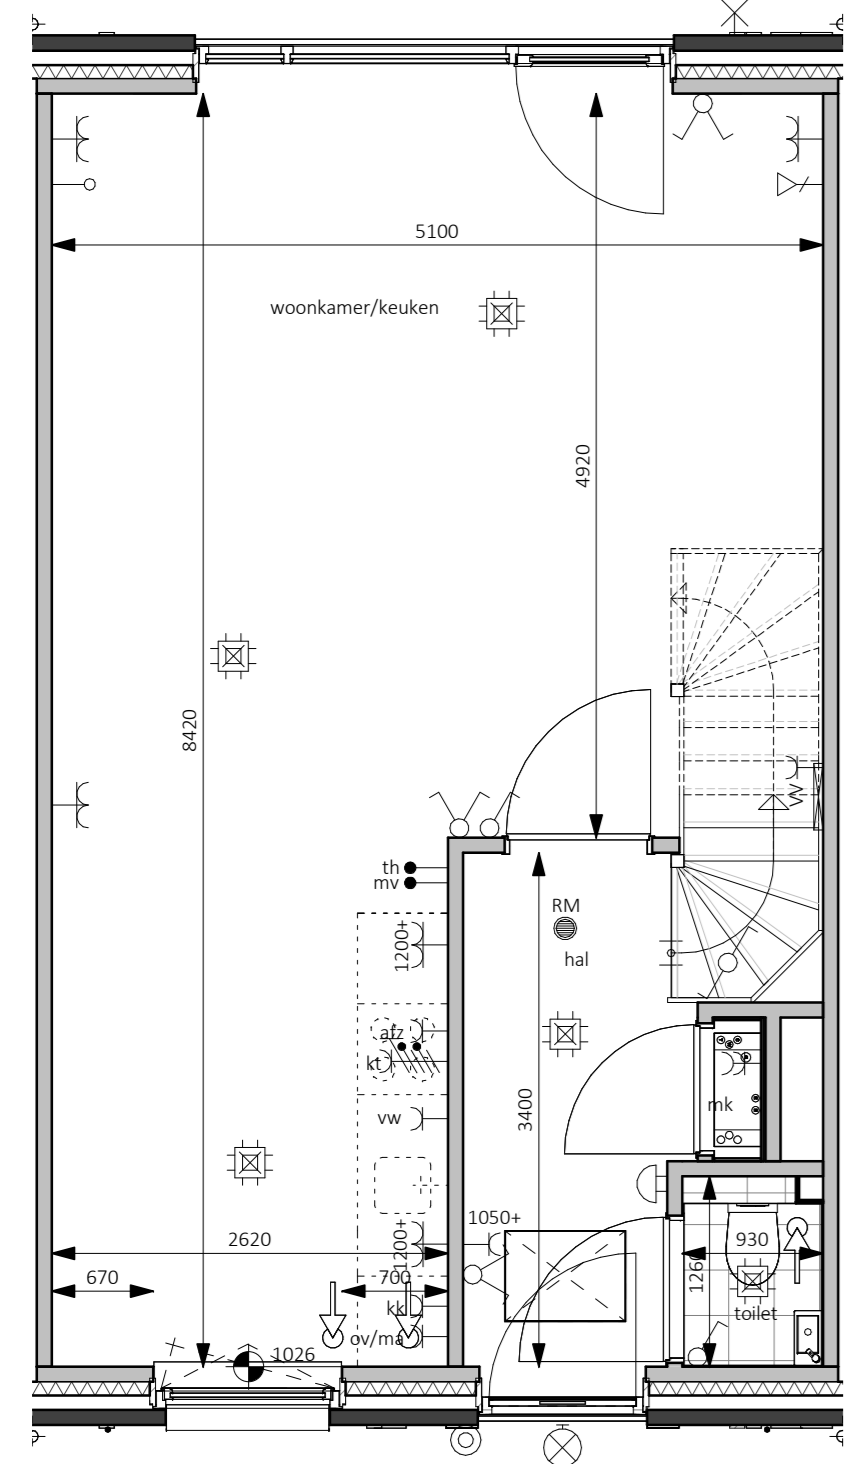 5100
woonkamer/keuken
4920
8420
th
mv
RM
1200+
hal
afz
kt
3400
mk
vw
1050+
2620
1200+
930
1260
670
700
kk
toilet
ov/ma
1026